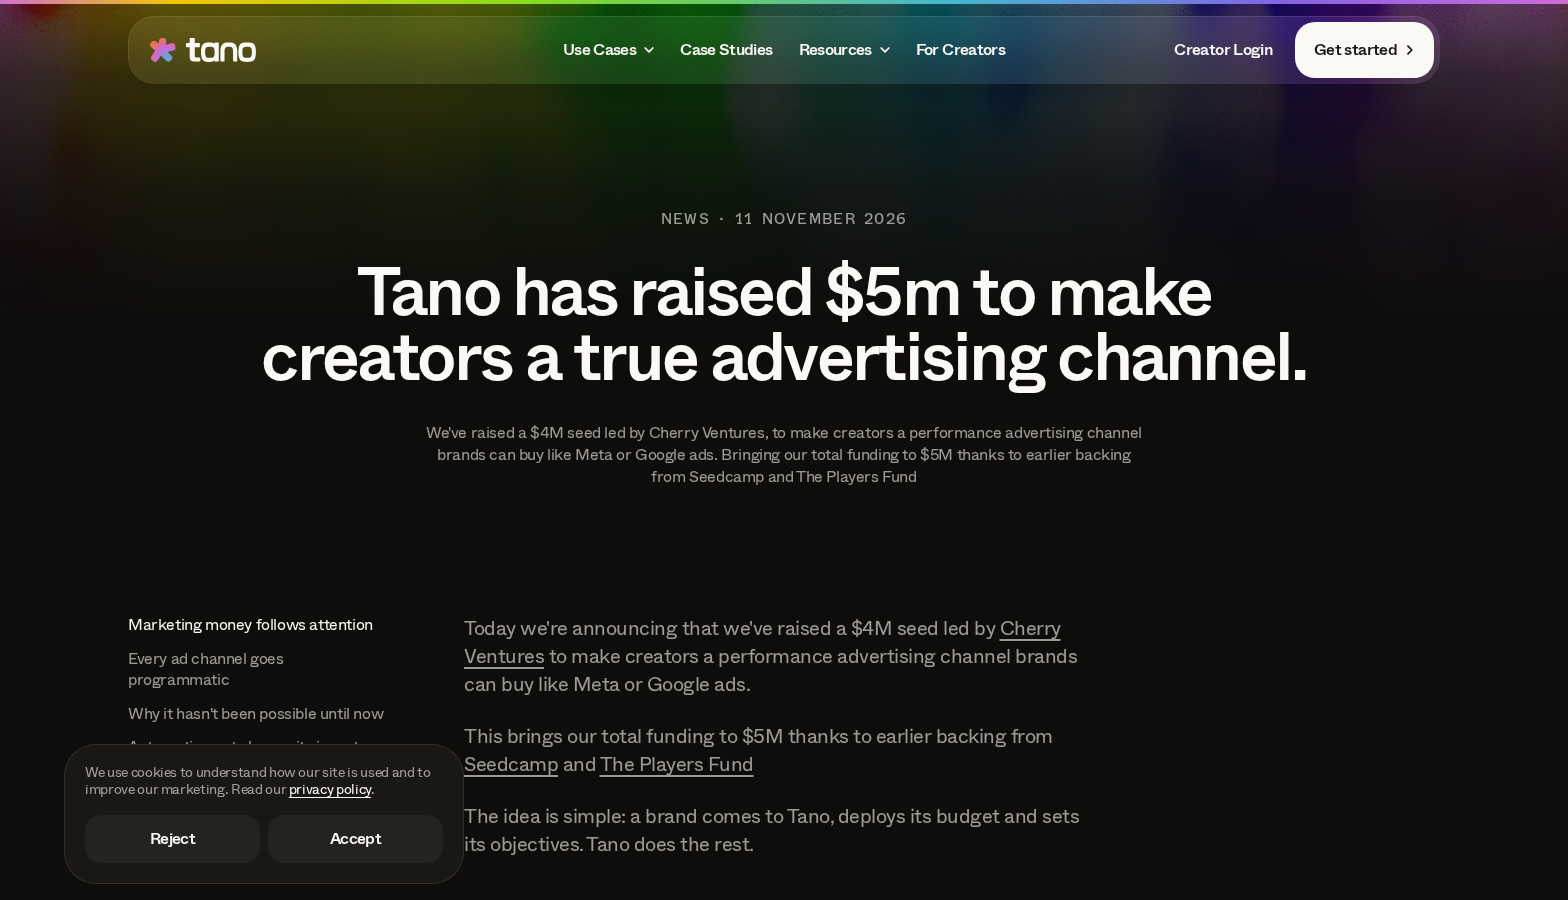 tano
Use Cases
Case Studies
Resources
For Creators
Creator Login
Get started
NEWS · 11 NOVEMBER 2026
Tano has raised $5m to make
creators a true advertising channel.
We've raised a $4M seed led by Cherry Ventures, to make creators a performance advertising channel
brands can buy like Meta or Google ads. Bringing our total funding to $5M thanks to earlier backing
from Seedcamp and The Players Fund
Marketing money follows attention
Every ad channel goes
programmatic
Why it hasn't been possible until now
Today we're announcing that we've raised a $4M seed led by Cherry
Ventures to make creators a performance advertising channel brands
can buy like Meta or Google ads.
This brings our total funding to $5M thanks to earlier backing from
Seedcamp and The Players Fund
The idea is simple: a brand comes to Tano, deploys its budget and sets
its objectives. Tano does the rest.
We use cookies to understand how our site is used and to
improve our marketing. Read our privacy policy.
Reject
Accept